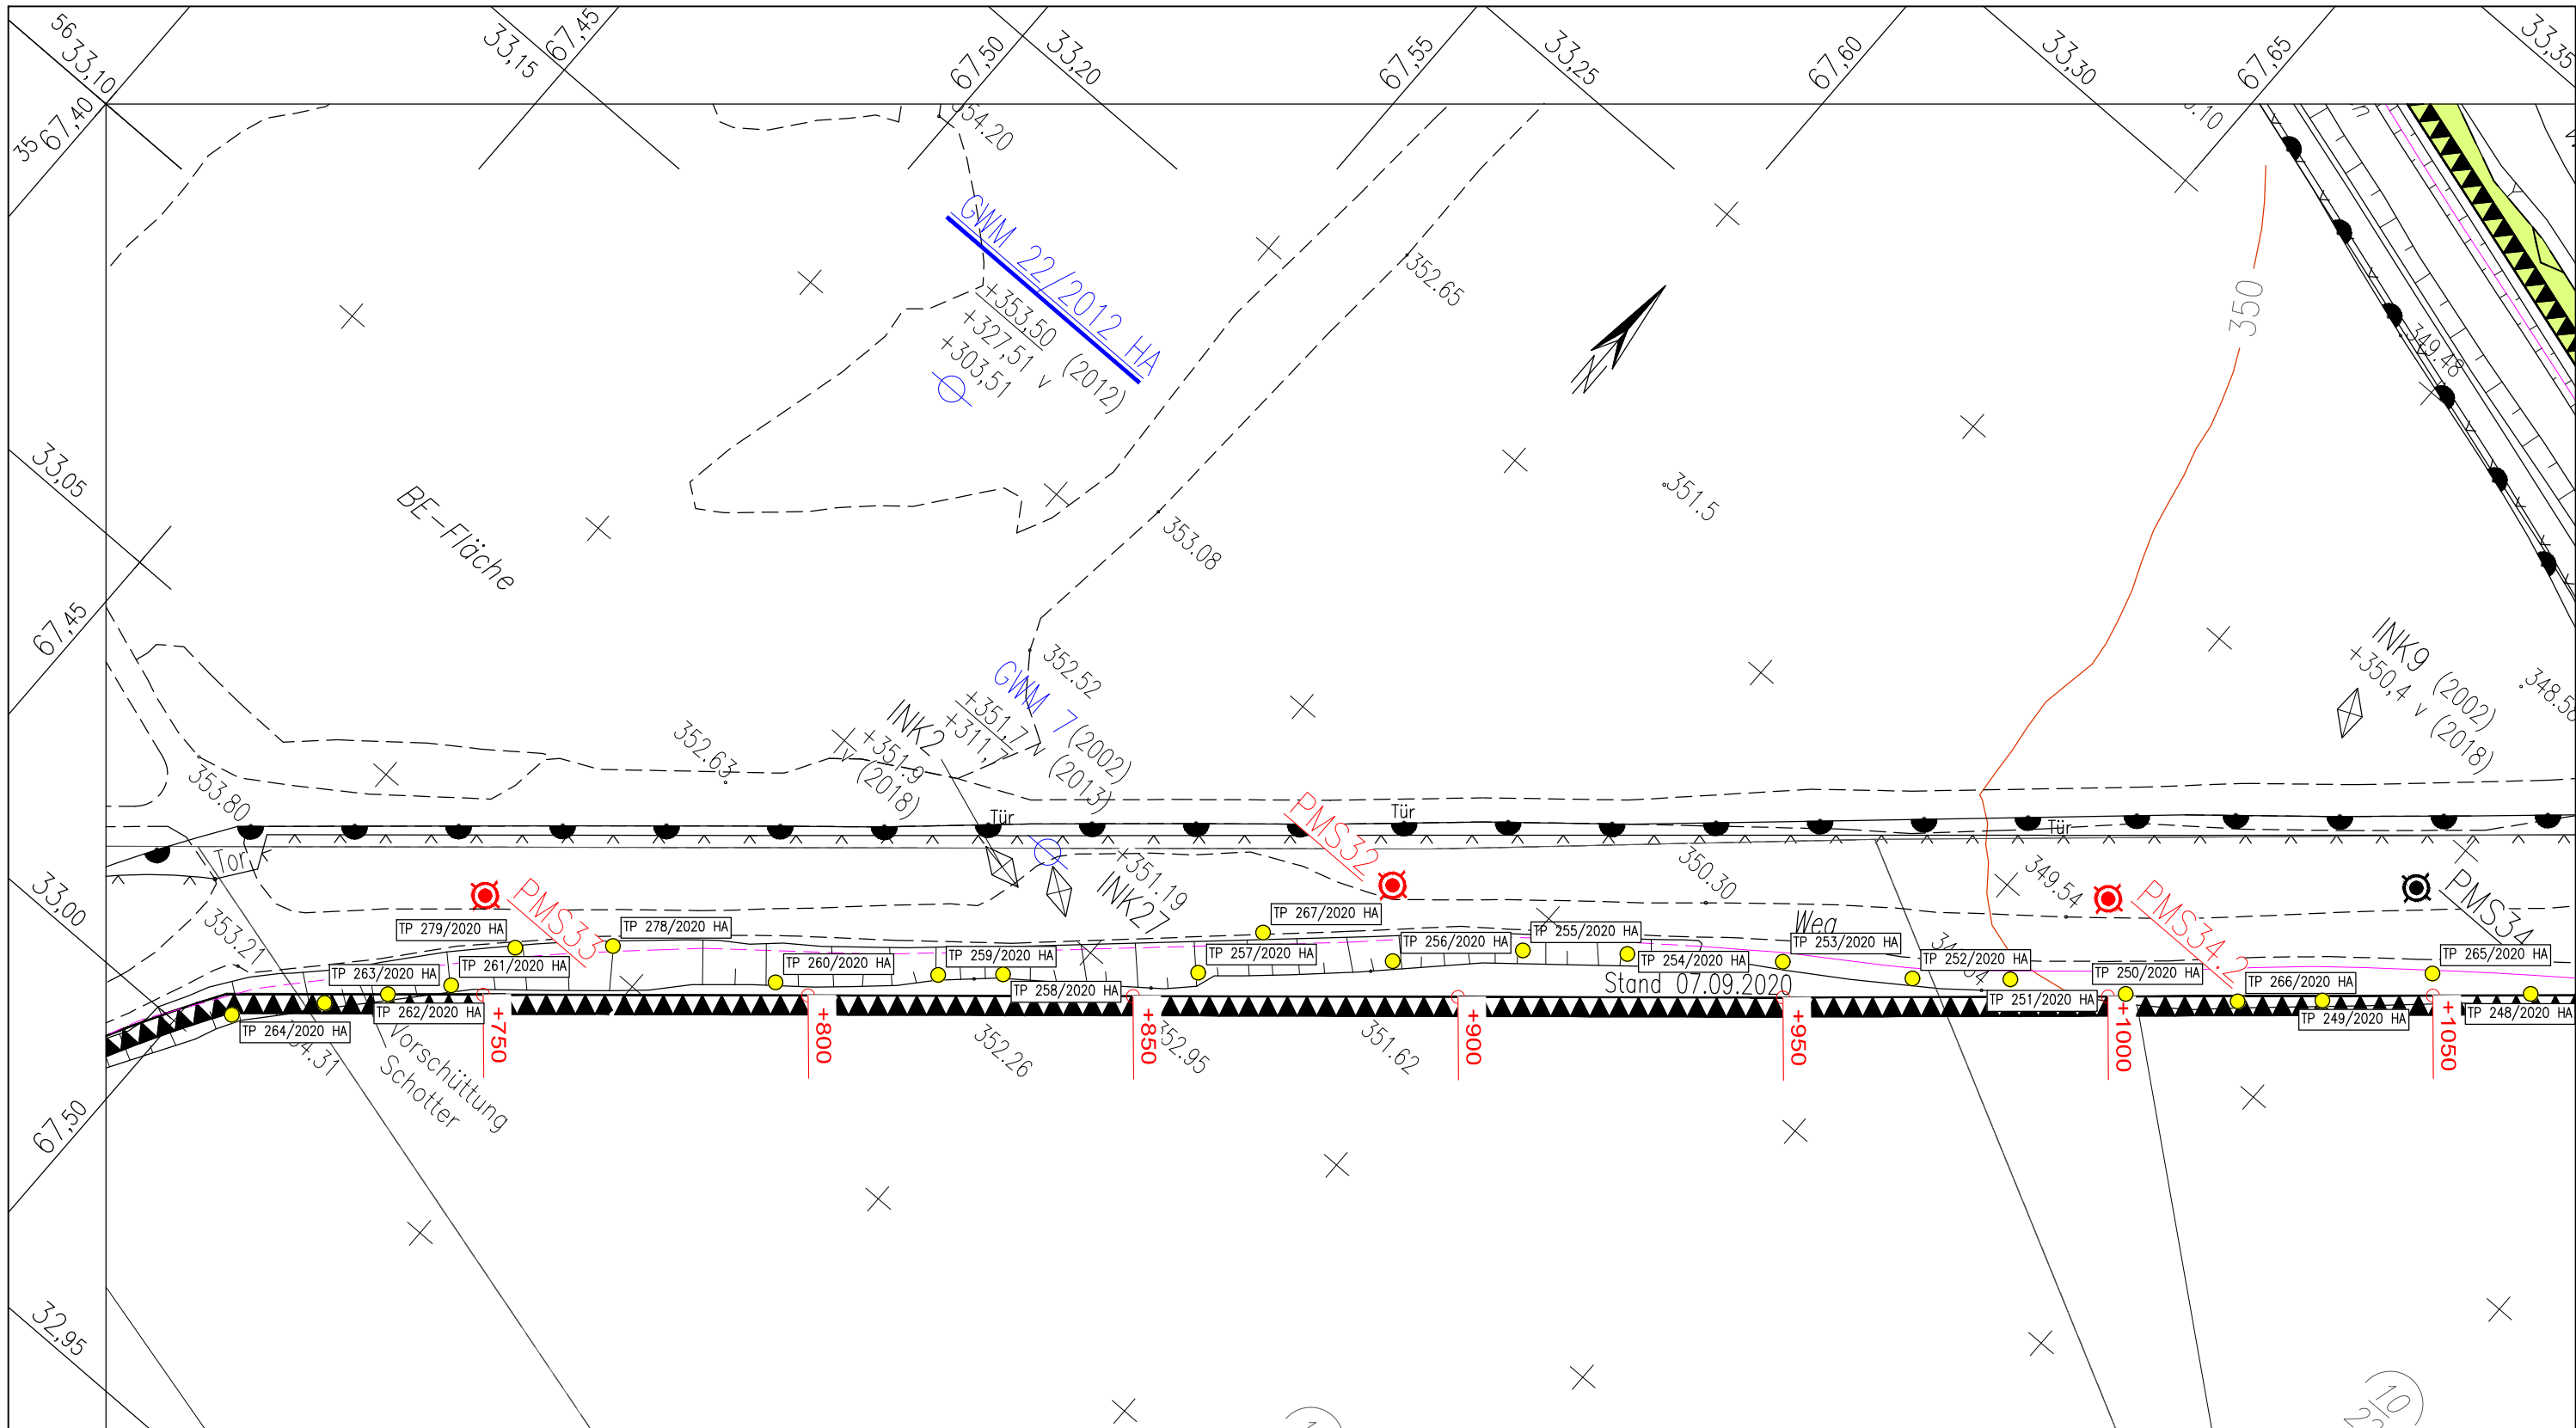 56
33,10
33,15
67,45
67,50
33,20
67,55
33,25
67,60
33,30
67,65
33,35
35
67,40
354.20
GWM 22/2012 HA
+353,50
+327,51 v (2012)
+303,51
352.65
350
349.48
33,05
BE-Fläche
351.5
353.08
67,45
352.52
GWM 7 (2002)
+351,7
+311,7 v (2013)
INK2
+351.9
v (2018)
352.63
INK9 (2002)
+350,4 v (2018)
348.58
353.80
Tür
Tür
Tür
Tor
PMS32
+351.19
INK27
350.30
349.54
33,00
353.21
PMS33
Weg
PMS34.2
PMS34
TP 279/2020 HA
TP 278/2020 HA
TP 267/2020 HA
TP 256/2020 HA
TP 255/2020 HA
TP 253/2020 HA
TP 252/2020 HA
TP 265/2020 HA
TP 263/2020 HA
TP 261/2020 HA
TP 260/2020 HA
TP 259/2020 HA
TP 257/2020 HA
TP 254/2020 HA
TP 250/2020 HA
TP 266/2020 HA
TP 264/2020 HA
TP 262/2020 HA
TP 258/2020 HA
Stand 07.09.2020
TP 251/2020 HA
TP 249/2020 HA
TP 248/2020 HA
+750
+800
+850
+900
+950
+1000
+1050
Vorschüttung
Schotter
352.26
352.95
351.62
67,50
32,95
10